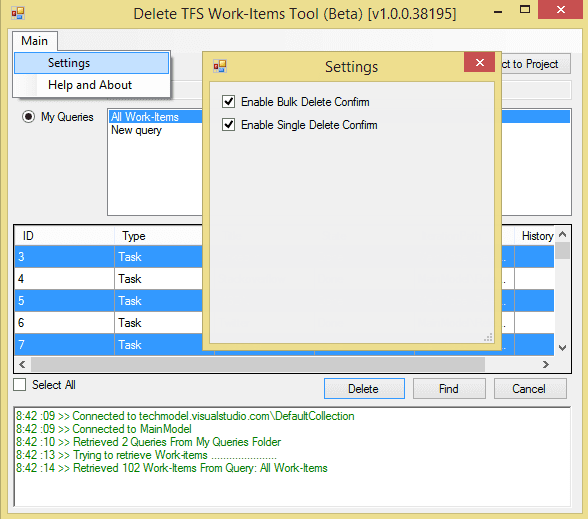 Delete TFS Work-Items Tool (Beta) [v1.0.0.38195]
Main
Settings
Help and About
ct to Project
Settings
Enable Bulk Delete Confirm
Enable Single Delete Confirm
My Queries
All Work-Items
New query
ID Type History
3 Task .
4 Task .
5 Task .
6 Task .
7 Task .
Select All Delete Find Cancel
8:42 :09 >> Connected to techmodel.visualstudio.com\DefaultCollection
8:42 :09 >> Connected to MainModel
8:42 :10 >> Retrieved 2 Queries From My Queries Folder
8:42 :13 >> Trying to retrieve Work-items ......................
8:42 :14 >> Retrieved 102 Work-Items From Query: All Work-Items